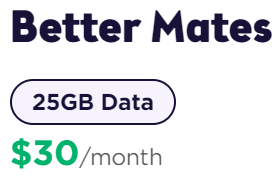 Better Mates
25GB Data
$30/month